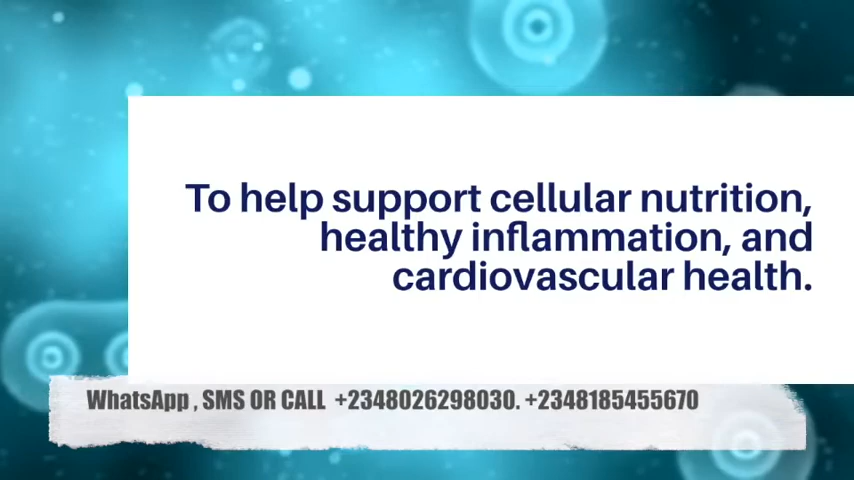 To help support cellular nutrition,
healthy inflammation, and
cardiovascular health.
WhatsApp , SMS OR CALL +2348026298030. +2348185455670